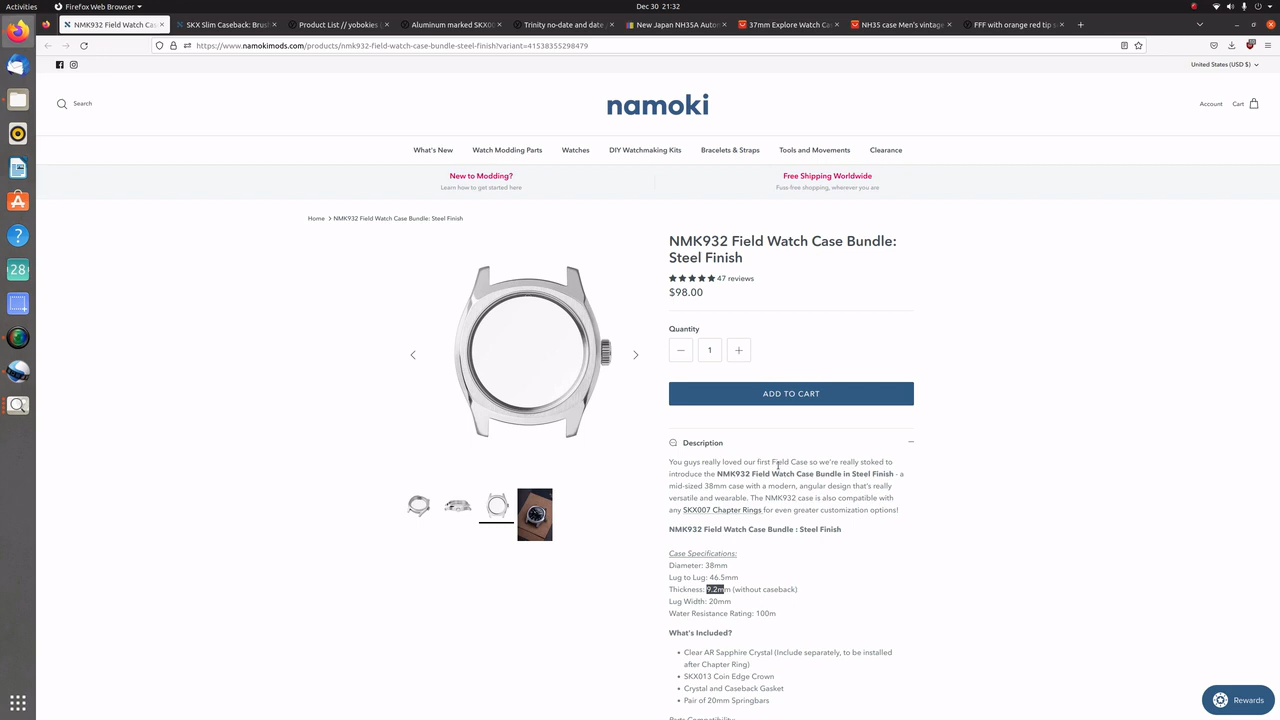 Activities
Firefox Web Browser
Dec 30 21:32
NMK932 Field Watch Cas
SKX Slim Caseback: Brus
Product List // yobokies
Aluminum marked SKX0
New Japan NH35A Auto
37mm Explorer Watch Ca
NH35 case Men's vintage
FFF with orange red tip s
https://www.namokimods.com/products/nmk932-field-watch-case-bundle-steel-finish?variant=41538355298479
United States (USD $)
Search
namoki
Account Cart
What's New Watch Modding Parts Watches DIY Watchmaking Kits Bracelets & Straps Tools and Movements Clearance
New to Modding?
Learn how to get started here
Free Shipping Worldwide
Fuss-free shopping, wherever you are
Home > NMK932 Field Watch Case Bundle: Steel Finish
NMK932 Field Watch Case Bundle:
Steel Finish
47 reviews
$98.00
Quantity
1
ADD TO CART
Description
You guys really loved our first Field Case so we're really stoked to
introduce the NMK932 Field Watch Case Bundle in Steel Finish - a
mid-sized 38mm case with a modern, angular design that's really
versatile and wearable. The NMK932 case is also compatible with
any SKX007 Chapter Rings for even greater customization options!
NMK932 Field Watch Case Bundle : Steel Finish
Case Specifications:
Diameter: 38mm
Lug to Lug: 46.5mm
Thickness: 9.2mm (without caseback)
Lug Width: 20mm
Water Resistance Rating: 100m
What's Included?
• Clear AR Sapphire Crystal (Include separately, to be installed
after Chapter Ring)
• SKX013 Coin Edge Crown
• Crystal and Caseback Gasket
• Pair of 20mm Springbars
Parts Compatibility:
Rewards
28